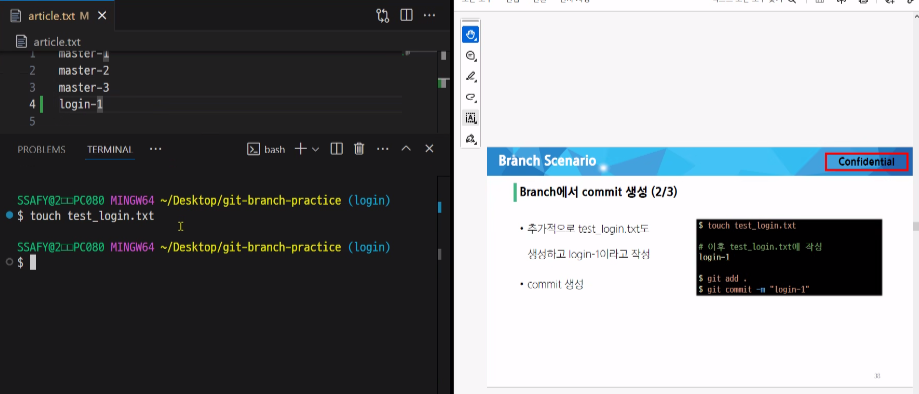 article.txt M
article.txt
1 master-1
2 master-2
3 master-3
4 login-1
5
PROBLEMS TERMINAL bash
SSAFY@2□□PC080 MINGW64 ~/Desktop/git-branch-practice (login)
$ touch test_login.txt
SSAFY@2□□PC080 MINGW64 ~/Desktop/git-branch-practice (login)
$
Branch Scenario
Confidential
Branch에서 commit 생성 (2/3)
• 추가적으로 test_login.txt도
생성하고 login-1이라고 작성
• commit 생성
$ touch test_login.txt
# 이후 test_login.txt에 작성
login-1
$ git add .
$ git commit -m "login-1"